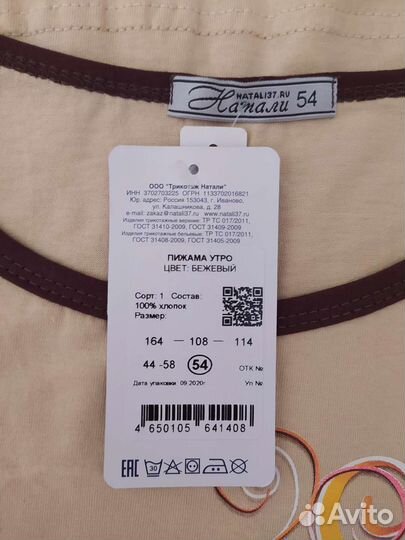 NATALI37.RU
Натали 54
ООО "Трикотаж Натали"
ИНН 3702703225 ОГРН 1133702016821
Юр. адрес: Россия 153043, г. Иваново,
ул. Калашникова, д. 28
e-mail: zakaz@natali37.ru
Изделия трикотажные верхние: ТР ТС 017/2011,
ГОСТ 31410-2009 ГОСТ 31409-2009
Изделия трикотажные бельевые: ТР ТС 017/2011,
ГОСТ 31408-2009 ГОСТ 31405-2009
ПИЖАМА УТРО
ЦВЕТ: БЕЖЕВЫЙ
Сорт: 1 Состав:
100% хлопок
Размер:
164 — 108 — 114
44 -58 54 ОТК №
Дата упаковки 09.2020г. Уп №
4 650105 641408
EAC 30
Avito